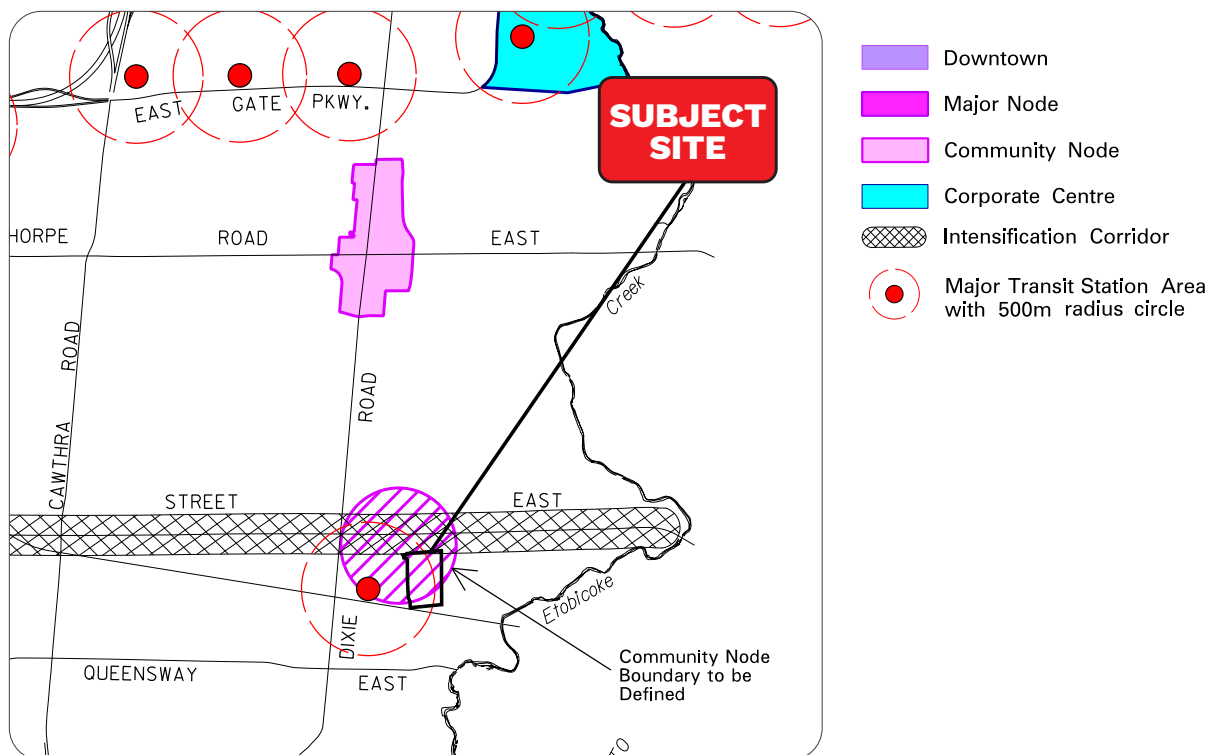 EAST GATE PKWY.
SUBJECT
SITE
HORPE ROAD EAST
Creek
CAWTHRA ROAD
ROAD
STREET EAST
Etobicoke
DIXIE
QUEENSWAY EAST
Community Node
Boundary to be
Defined
TO
Downtown
Major Node
Community Node
Corporate Centre
Intensification Corridor
Major Transit Station Area
with 500m radius circle